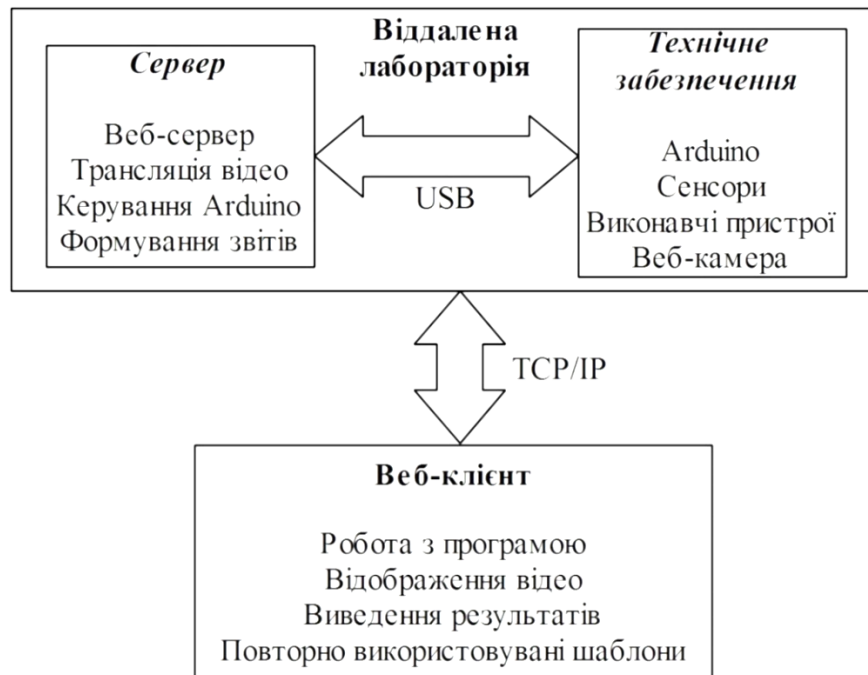 Віддалена
лабораторія
Сервер
Веб-сервер
Трансляція відео
Керування Arduino
Формування звітів
USB
Технічне
забезпечення
Arduino
Сенсори
Виконавчі пристрої
Веб-камера
TCP/IP
Веб-клієнт
Робота з програмою
Відображення відео
Виведення результатів
Повторно використовувані шаблони